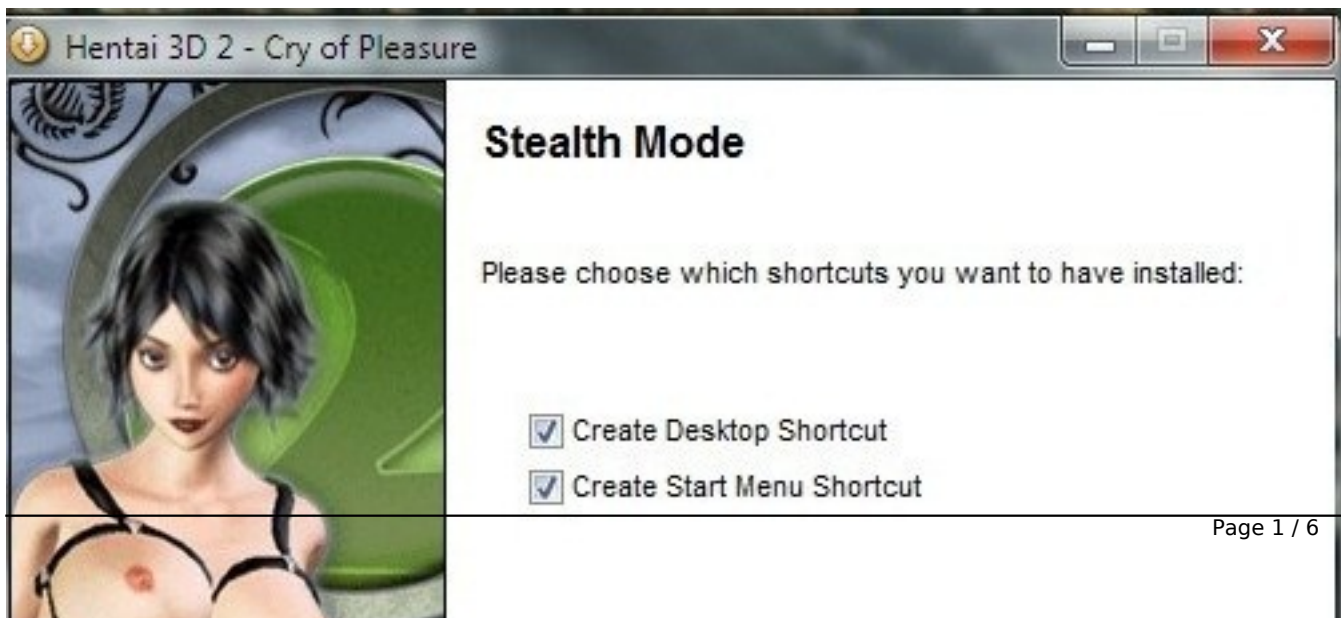 Hentai 3D 2 - Cry of Pleasure
Stealth Mode
Please choose which shortcuts you want to have installed:
Create Desktop Shortcut
Create Start Menu Shortcut
Page 1 / 6